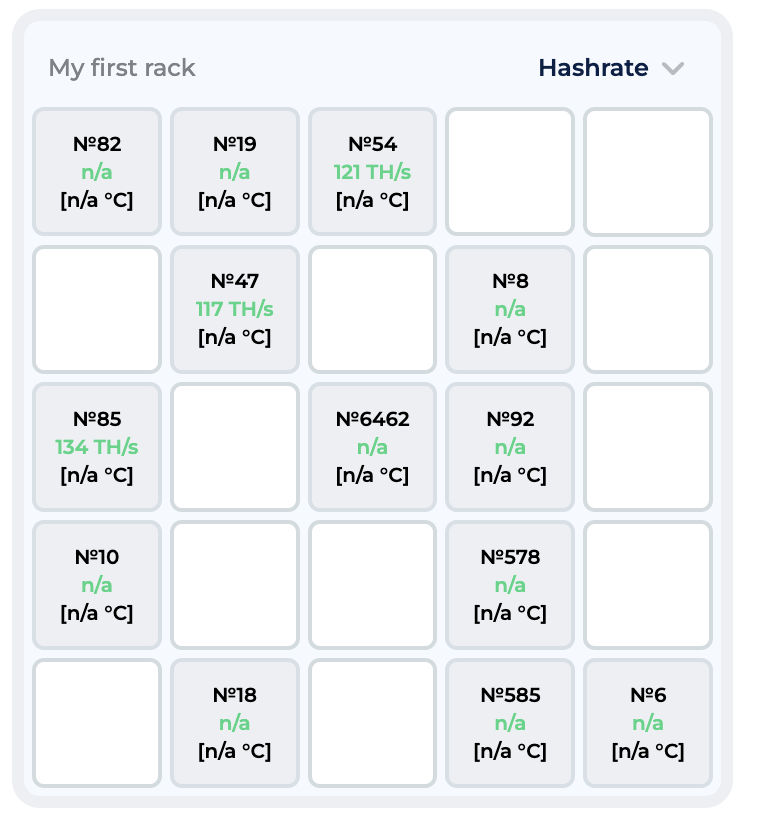 My first rack Hashrate
№82
n/a
[n/a °C]
№19
n/a
[n/a °C]
№54
121 TH/s
[n/a °C]
№47
117 TH/s
[n/a °C]
№8
n/a
[n/a °C]
№85
134 TH/s
[n/a °C]
№6462
n/a
[n/a °C]
№92
n/a
[n/a °C]
№10
n/a
[n/a °C]
№578
n/a
[n/a °C]
№18
n/a
[n/a °C]
№585
n/a
[n/a °C]
№6
n/a
[n/a °C]